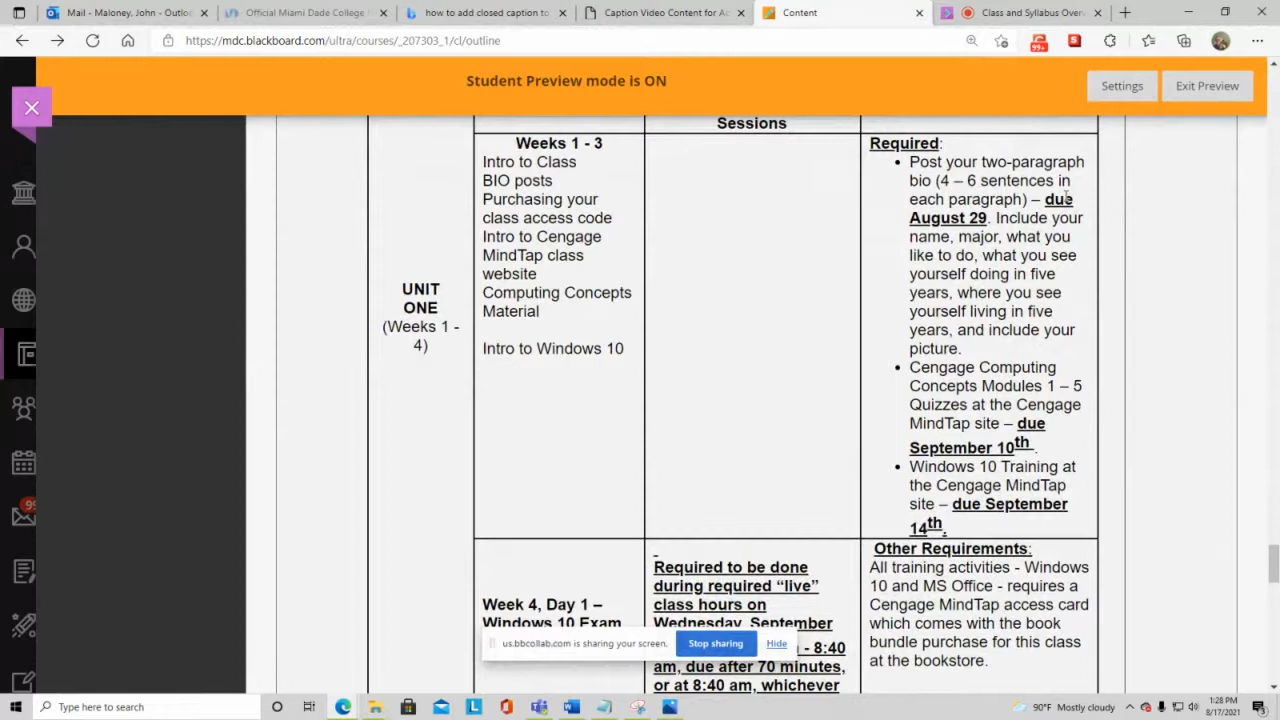 Mail - Maloney, John - Outloo
Official Miami Dade College
how to add closed caption to
Caption Video Content for Ac
Content
Class and Syllabus Overv
https://mdc.blackboard.com/ultra/courses/_207303_1/cl/outline
99+
S
Student Preview mode is ON
Settings
Exit Preview
Sessions
UNIT
ONE
(Weeks 1 -
4)
Weeks 1 - 3
Intro to Class
BIO posts
Purchasing your
class access code
Intro to Cengage
MindTap class
website
Computing Concepts
Material
Intro to Windows 10
Required:
• Post your two-paragraph
bio (4 – 6 sentences in
each paragraph) – due
August 29. Include your
name, major, what you
like to do, what you see
yourself doing in five
years, where you see
yourself living in five
years, and include your
picture.
• Cengage Computing
Concepts Modules 1 – 5
Quizzes at the Cengage
MindTap site – due
September 10th.
• Windows 10 Training at
the Cengage MindTap
site – due September
14th.
Week 4, Day 1 –
Windows 10 Exam
Required to be done
during required “live”
class hours on
Wednesday, September
- 8:40
am, due after 70 minutes,
or at 8:40 am, whichever
Other Requirements:
All training activities - Windows
10 and MS Office - requires a
Cengage MindTap access card
which comes with the book
bundle purchase for this class
at the bookstore.
us.bbcollab.com is sharing your screen.
Stop sharing
Hide
99
Type here to search
90°F Mostly cloudy
1:28 PM
8/17/2021